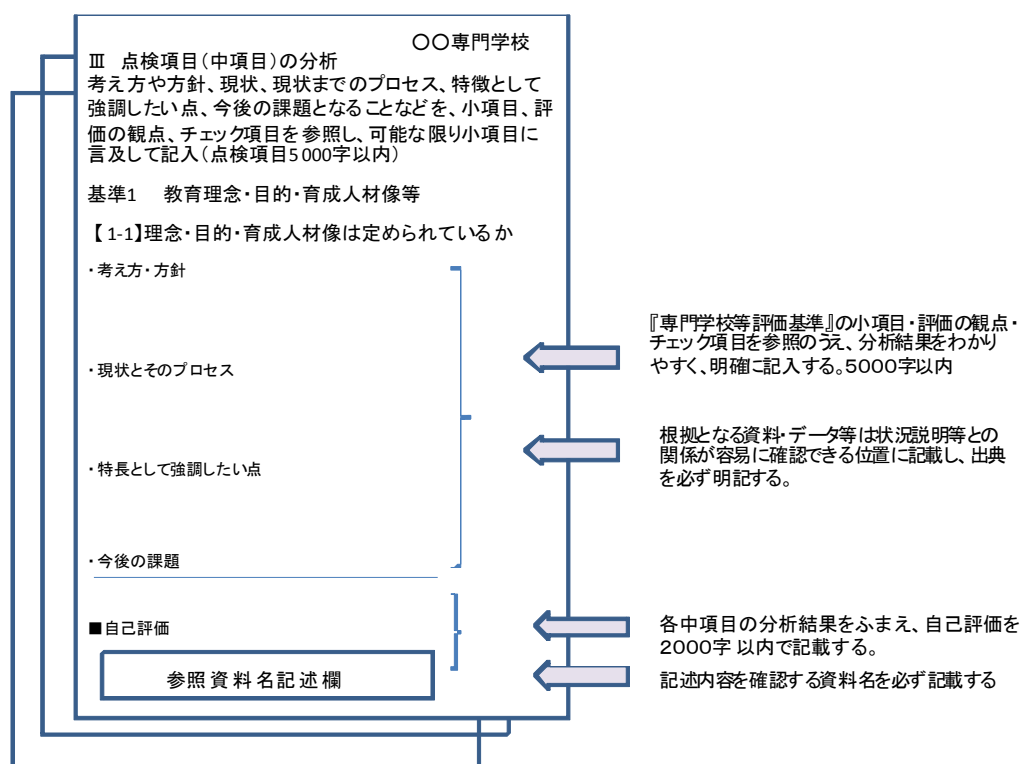 〇〇専門学校
Ⅲ 点検項目(中項目)の分析
考え方や方針、現状、現状までのプロセス、特徴として
強調したい点、今後の課題となることなどを、小項目、評
価の観点、チェック項目を参照し、可能な限り小項目に
言及して記入(点検項目5000字以内)
基準1 教育理念・目的・育成人材像等
【1-1】理念・目的・育成人材像は定められているか
・考え方・方針
・現状とそのプロセス
・特長として強調したい点
・今後の課題
■自己評価
参照資料名記述欄
『専門学校等評価基準』の小項目・評価の観点・
チェック項目を参照のうえ、分析結果をわかり
やすく、明確に記入する。5000字以内
根拠となる資料・データ等は状況説明等との
関係が容易に確認できる位置に記載し、出典
を必ず明記する。
各中項目の分析結果をふまえ、自己評価を
2000字以内で記載する。
記述内容を確認する資料名を必ず記載する